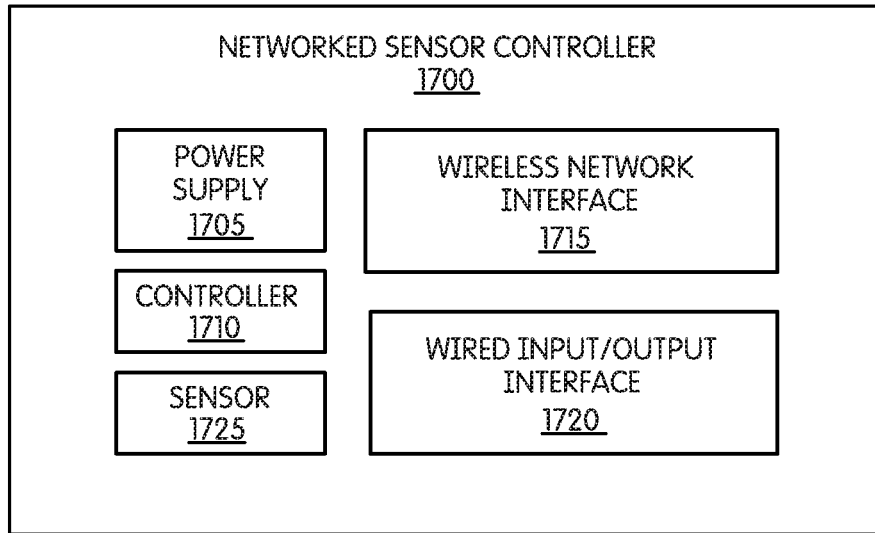 NETWORKED SENSOR CONTROLLER
1700
POWER
SUPPLY
1705
CONTROLLER
1710
SENSOR
1725
WIRELESS NETWORK
INTERFACE
1715
WIRED INPUT/OUTPUT
INTERFACE
1720